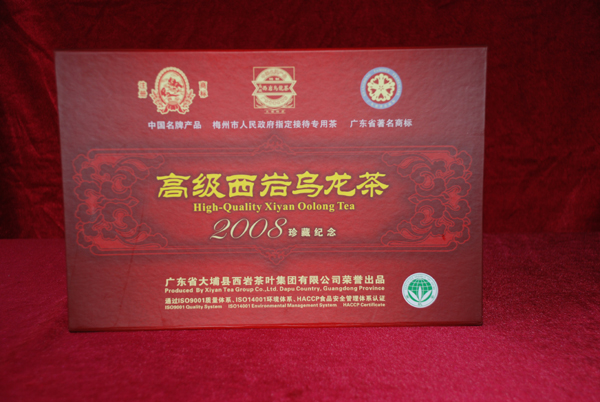 中国名牌产品
梅州市人民政府指定接待专用茶
广东省著名商标
高级西岩乌龙茶
High-Quality Xiyan Oolong Tea
2008 珍藏纪念
广东省大埔县西岩茶叶集团有限公司荣誉出品
Produced By Xiyan Tea Group Co.,Ltd. Dapu Country, Guangdong Province
通过ISO9001质量体系、ISO14001环境体系、HACCP食品安全管理体系认证
ISO9001 Quality System ISO14001 Environmental Management System HACCP Certificate